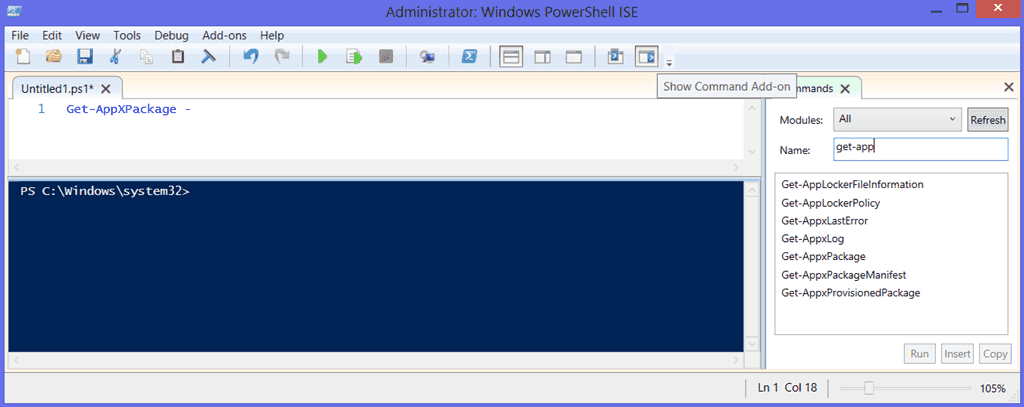 Administrator: Windows PowerShell ISE
File Edit View Tools Debug Add-ons Help
Untitled1.ps1*
Show Command Add-on
1 Get-AppXPackage -
Modules: All Refresh
Name: get-app
Get-AppLockerFileInformation
Get-AppLockerPolicy
Get-AppxLastError
Get-AppxLog
Get-AppxPackage
Get-AppxPackageManifest
Get-AppxProvisionedPackage
PS C:\Windows\system32>
Run Insert Copy
Ln 1 Col 18 105%